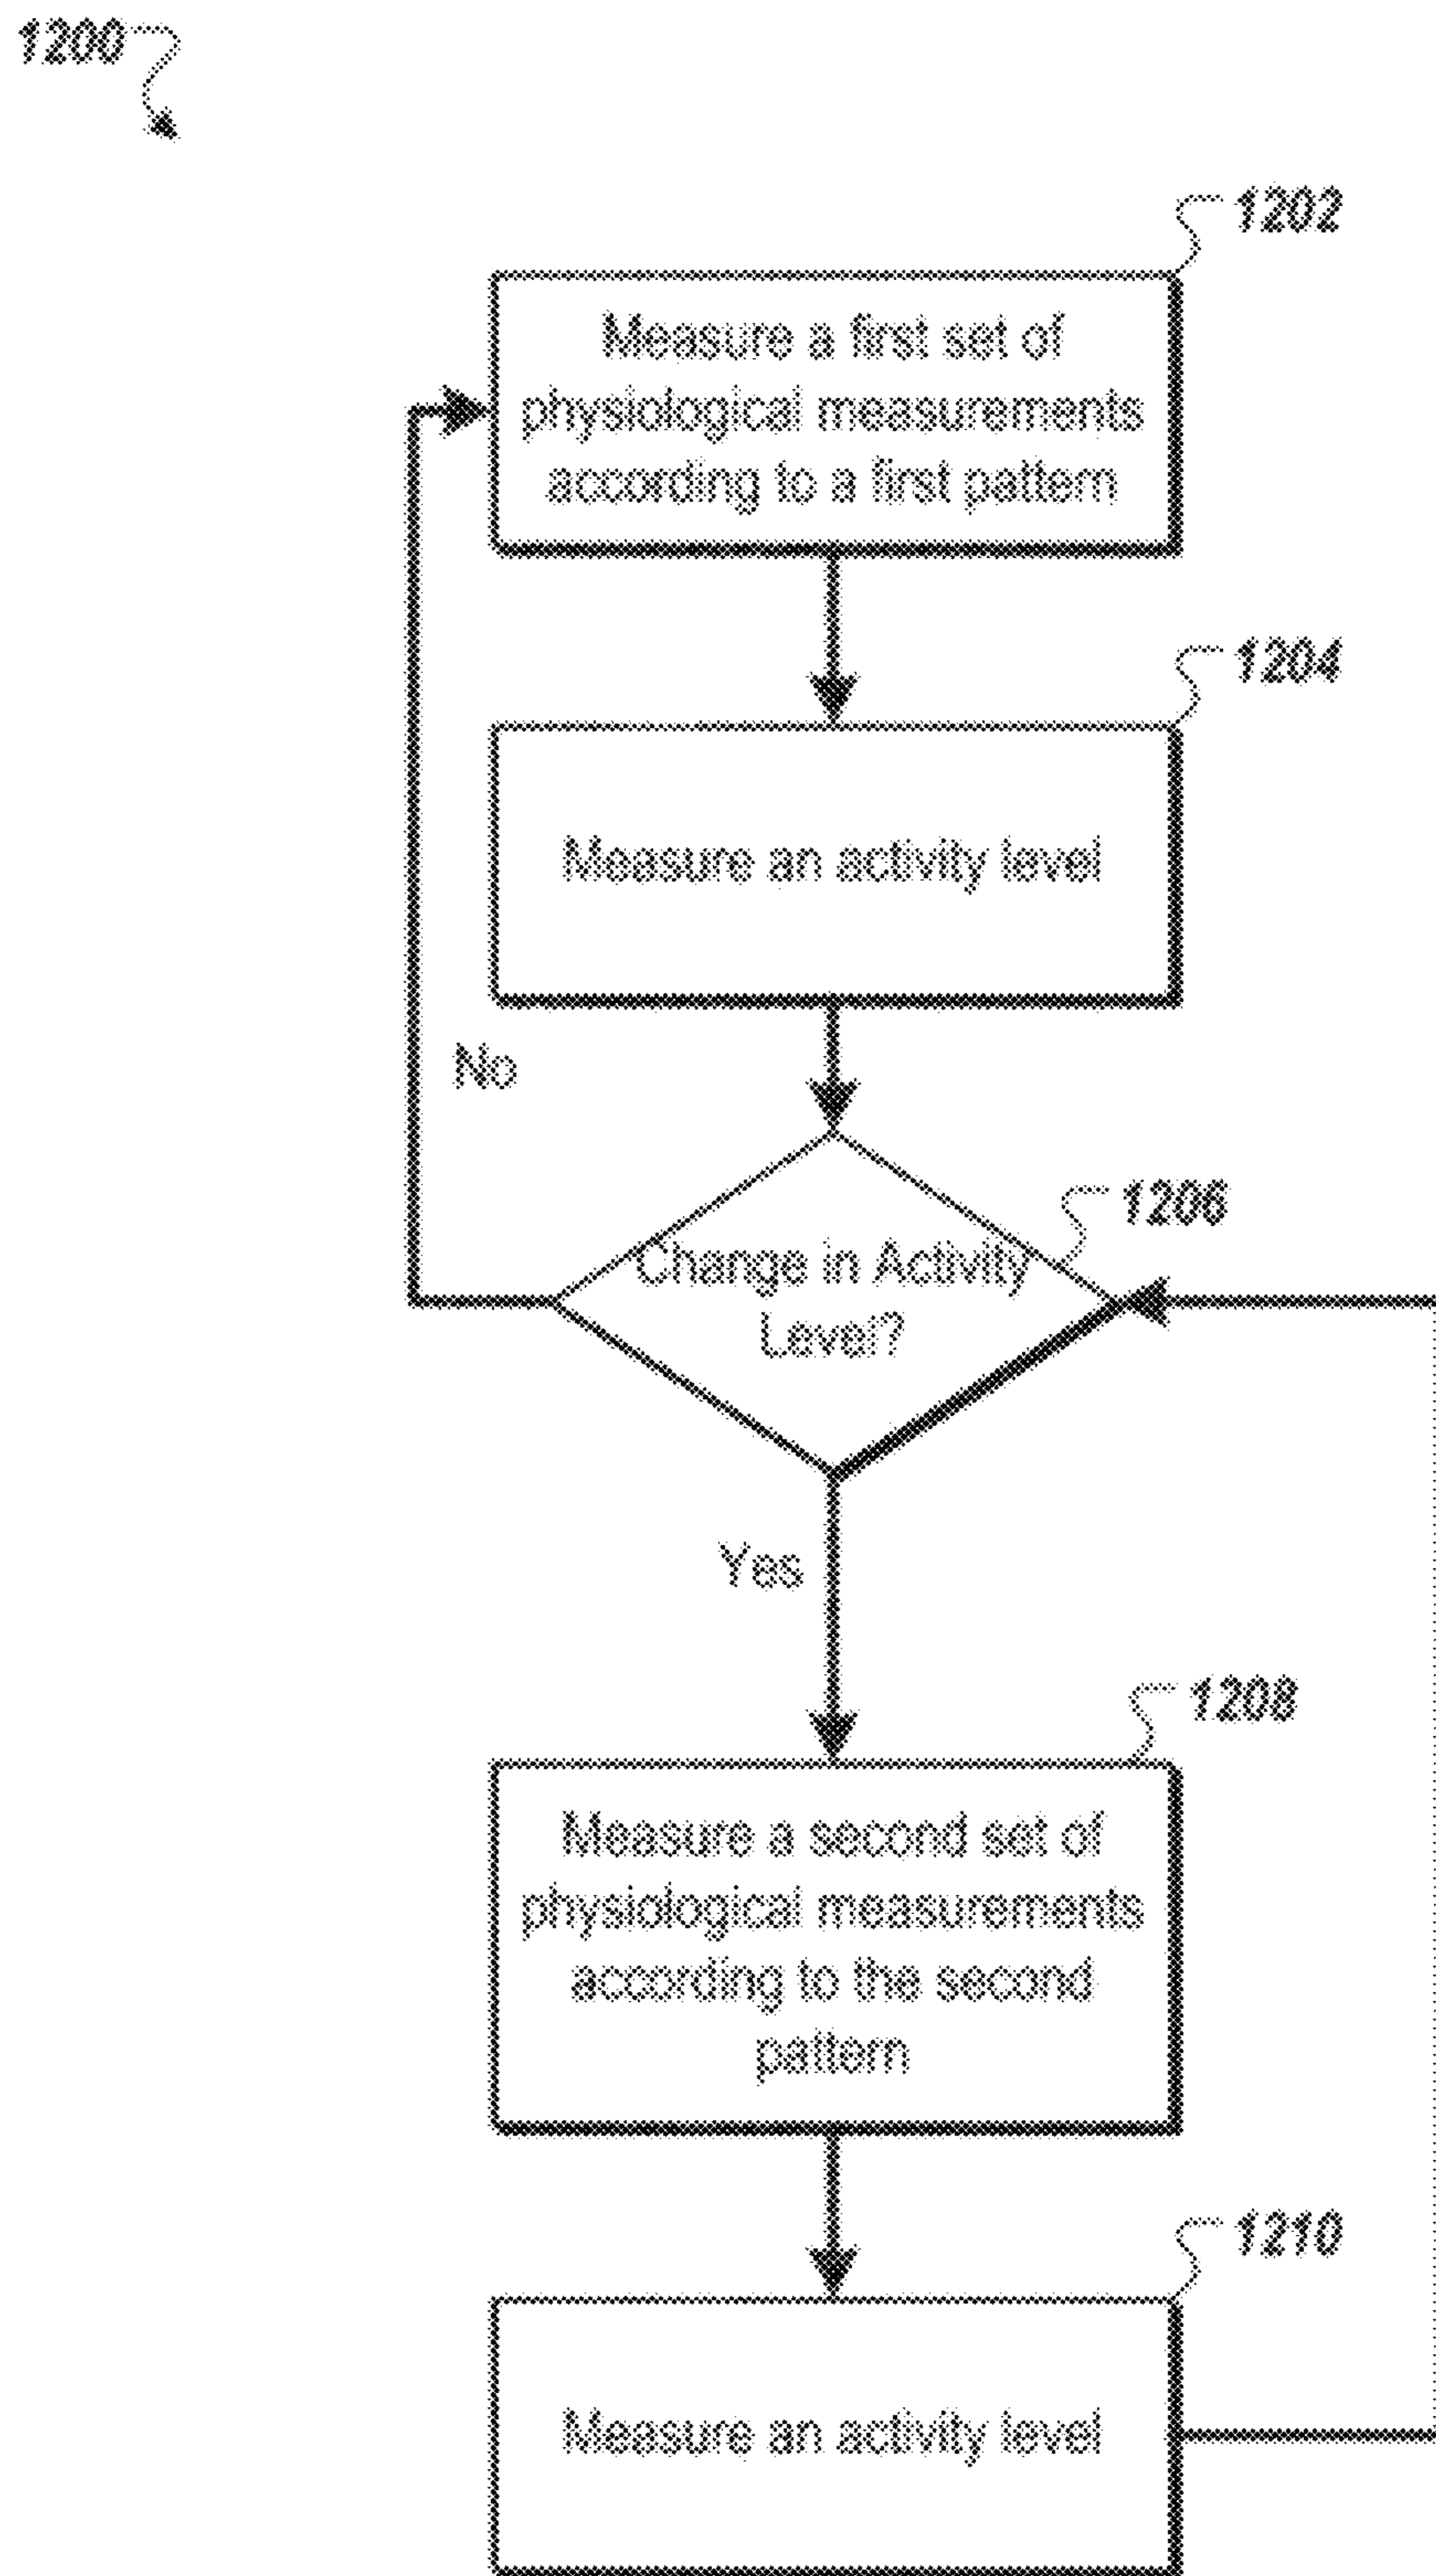 1200
1202
Measure a first set of
physiological measurements
according to a first pattern
1204
Measure an activity level
No
1206
Change in Activity
Level?
Yes
1208
Measure a second set of
physiological measurements
according to the second
pattern
1210
Measure an activity level